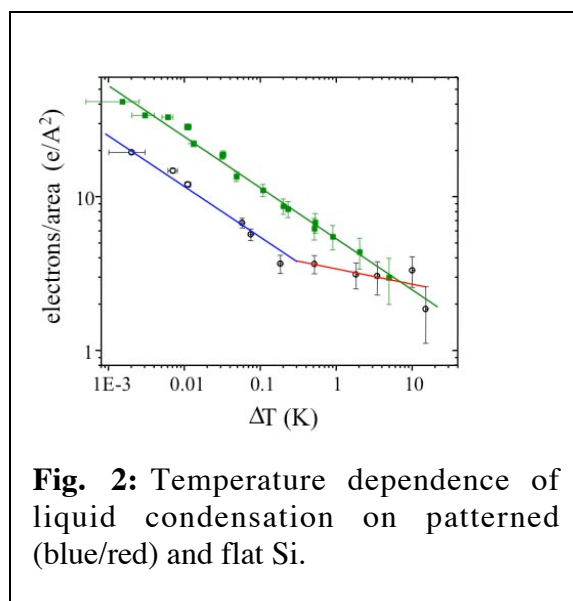 electrons/area (e/A²)
10
1
1E-3 0.01 0.1 1 10
ΔT (K)
Fig. 2: Temperature dependence of
liquid condensation on patterned
(blue/red) and flat Si.